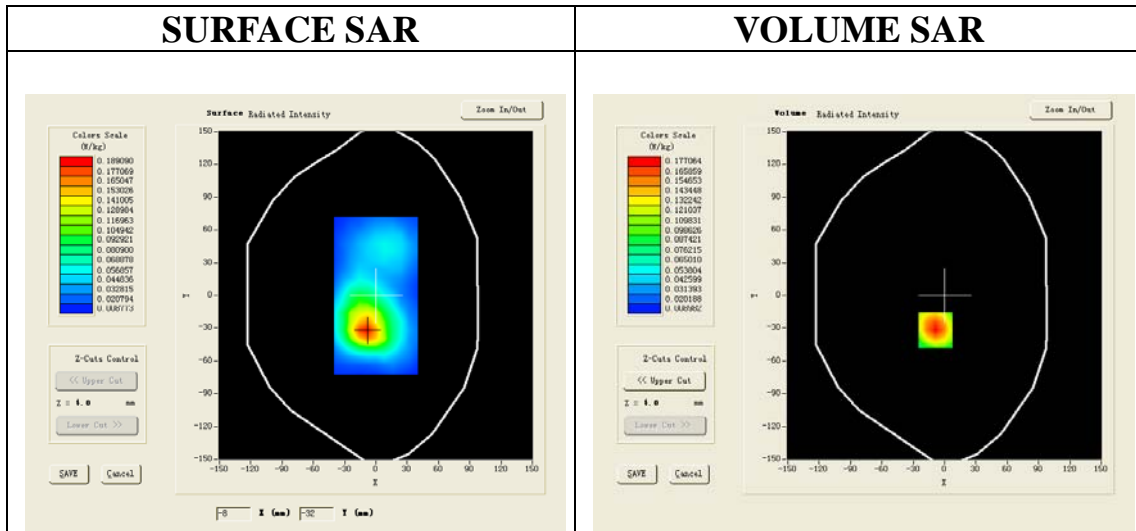 SURFACE SAR
VOLUME SAR
Surface Radiated Intensity
Zoom In/Out
Colors Scale
(W/kg)
0.189090
0.177069
0.165047
0.153026
0.141005
0.128984
0.116963
0.104942
0.092921
0.080900
0.068878
0.056857
0.044836
0.032815
0.020794
0.008773
150
120
90
60
30
0
-30
-60
-90
-120
-150
Y
-150 -120 -90 -60 -30 0 30 60 90 120 150
X
Z-Cuts Control
<< Upper Cut
Z = 4.0 mm
Lower Cut >>
SAVE Cancel
-8 X (mm) -32 Y (mm)
Volume Radiated Intensity
Zoom In/Out
Colors Scale
(W/kg)
0.177064
0.165859
0.154653
0.143448
0.132242
0.121037
0.109831
0.098626
0.087421
0.076215
0.065010
0.053804
0.042599
0.031393
0.020188
0.008982
150
120
90
60
30
0
-30
-60
-90
-120
-150
Y
-150 -120 -90 -60 -30 0 30 60 90 120 150
X
Z-Cuts Control
<< Upper Cut
Z = 4.0 mm
Lower Cut >>
SAVE Cancel